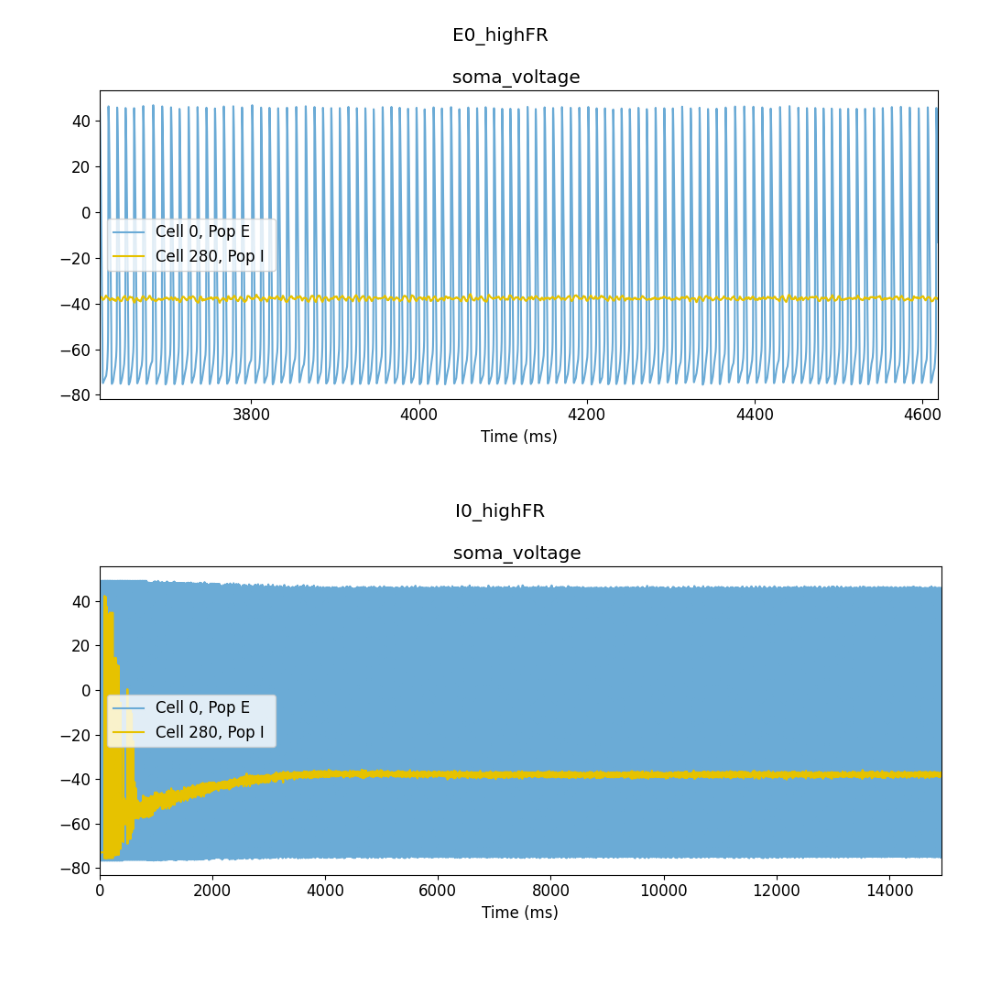 E0_highFR
soma_voltage
40
20
0
−20
−40
−60
−80
Cell 0, Pop E
Cell 280, Pop I
3800 4000 4200 4400 4600
Time (ms)
I0_highFR
soma_voltage
40
20
0
−20
−40
−60
−80
Cell 0, Pop E
Cell 280, Pop I
0 2000 4000 6000 8000 10000 12000 14000
Time (ms)